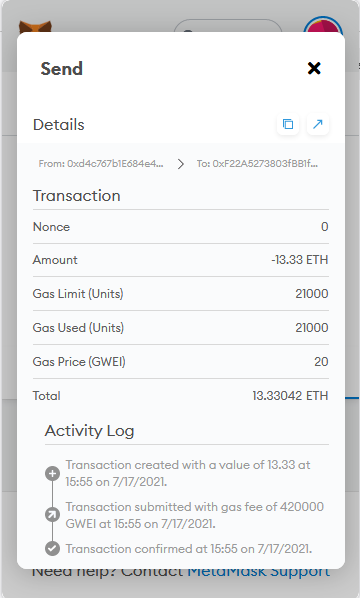 Send
Details
From: 0xd4c767b1E684e4...
To: 0xF22A5273803fBB1f...
Transaction
Nonce 0
Amount -13.33 ETH
Gas Limit (Units) 21000
Gas Used (Units) 21000
Gas Price (GWEI) 20
Total 13.33042 ETH
Activity Log
Transaction created with a value of 13.33 at
15:55 on 7/17/2021.
Transaction submitted with gas fee of 420000
GWEI at 15:55 on 7/17/2021.
Transaction confirmed at 15:55 on 7/17/2021.
Need help? Contact MetaMask Support